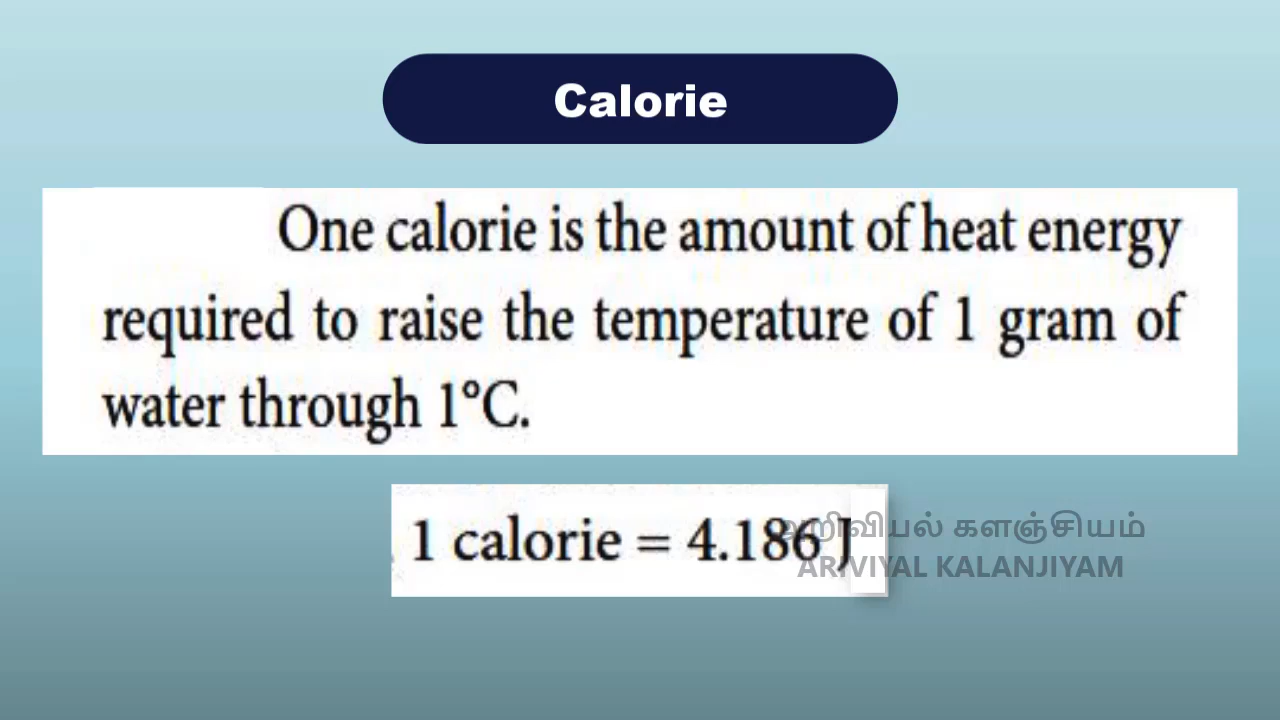 Calorie
One calorie is the amount of heat energy
required to raise the temperature of 1 gram of
water through 1°C.
1 calorie = 4.186 J
அறிவியல் களஞ்சியம்
ARIVIYAL KALANJIYAM